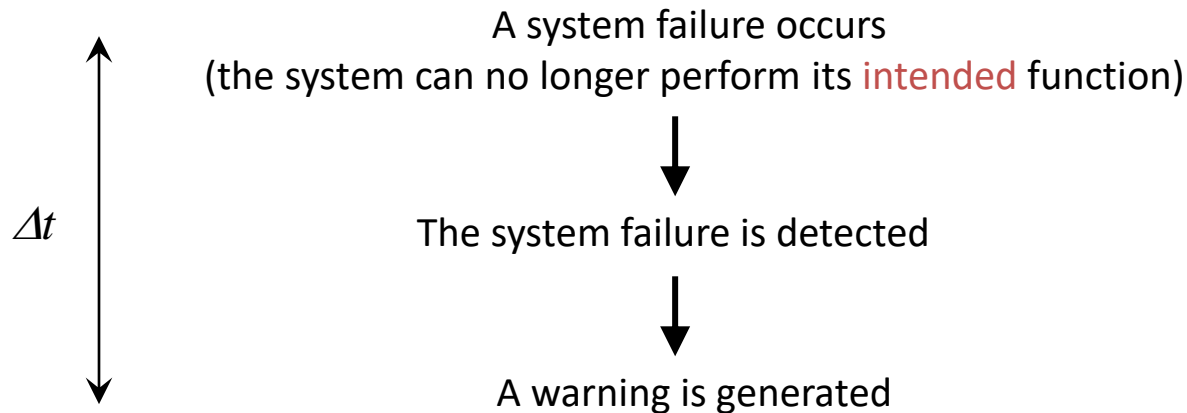 A system failure occurs
(the system can no longer perform its intended function)
Δt
The system failure is detected
A warning is generated